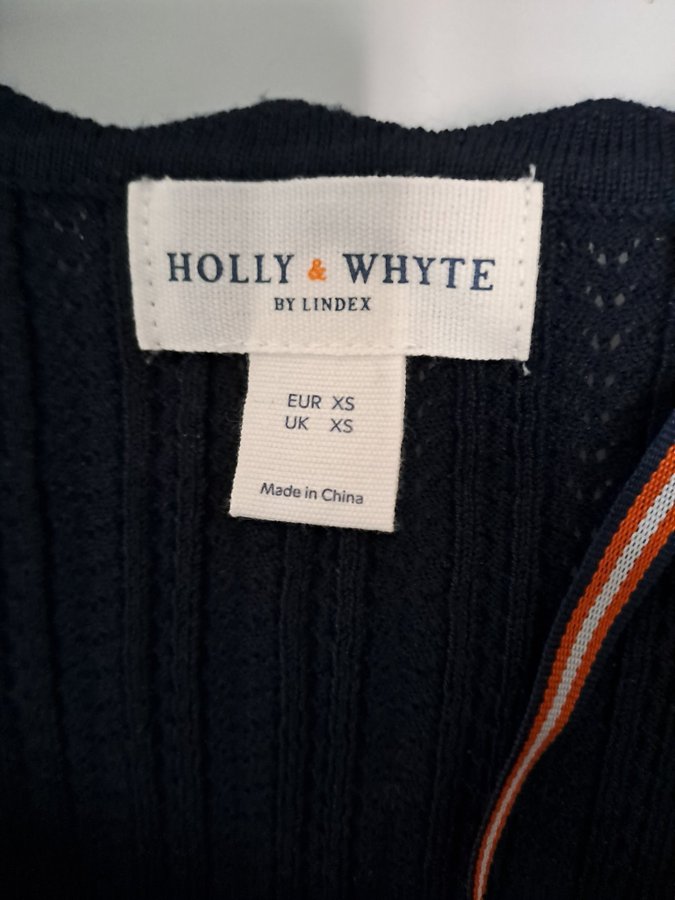 HOLLY & WHYTE
BY LINDEX
EUR XS
UK XS
Made in China